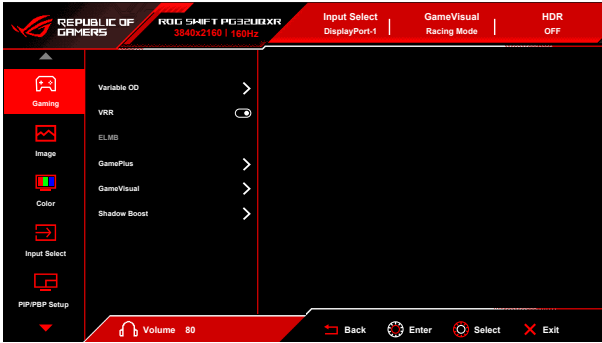 REPUBLIC OF
GAMERS
ROG SWIFT PG32UQXR
3840x2160 | 160Hz
Input Select
DisplayPort-1
GameVisual
Racing Mode
HDR
OFF
Gaming
Image
Color
Input Select
PIP/PBP Setup
Variable OD
VRR
ELMB
GamePlus
GameVisual
Shadow Boost
Volume 80
Back Enter Select Exit